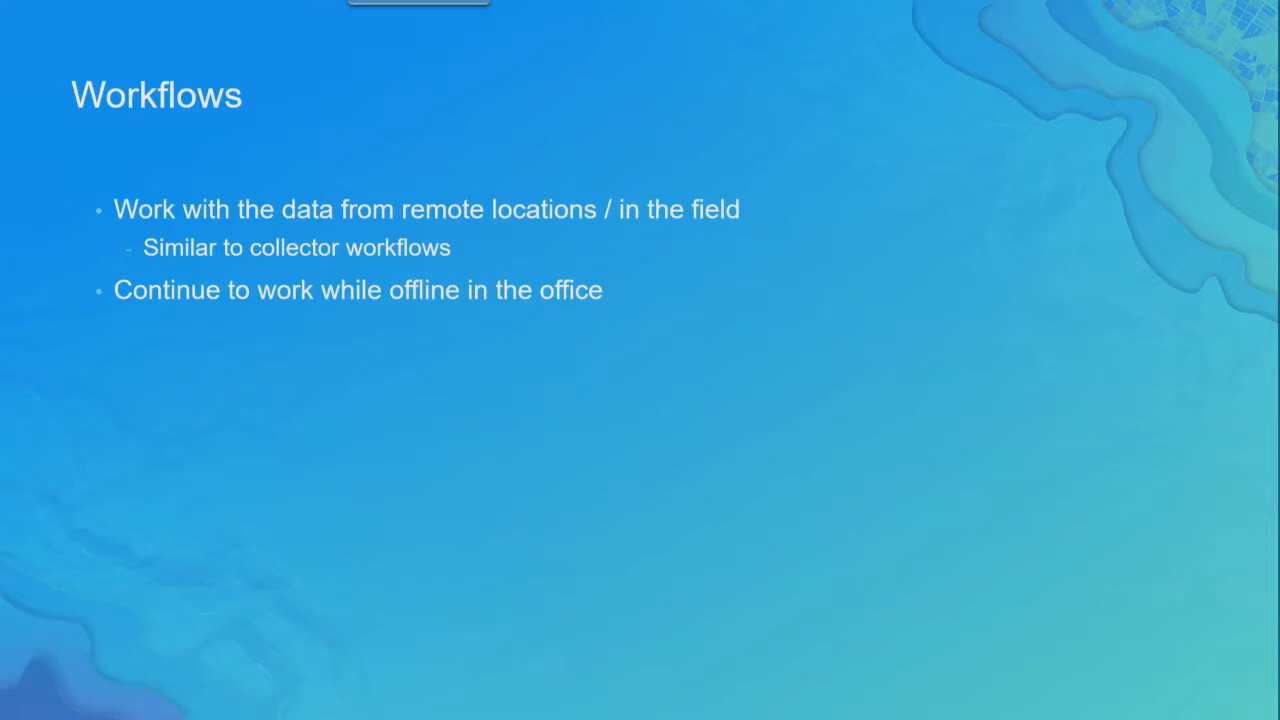 Workflows
• Work with the data from remote locations / in the field
- Similar to collector workflows
• Continue to work while offline in the office